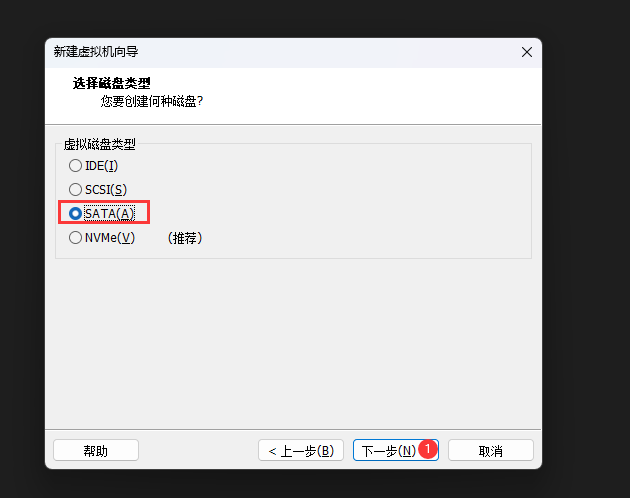 新建虚拟机向导
选择磁盘类型
您要创建何种磁盘?
虚拟磁盘类型
IDE(I)
SCSI(S)
SATA(A)
NVMe(V) (推荐)
帮助 < 上一步(B) 下一步(N) 1 取消